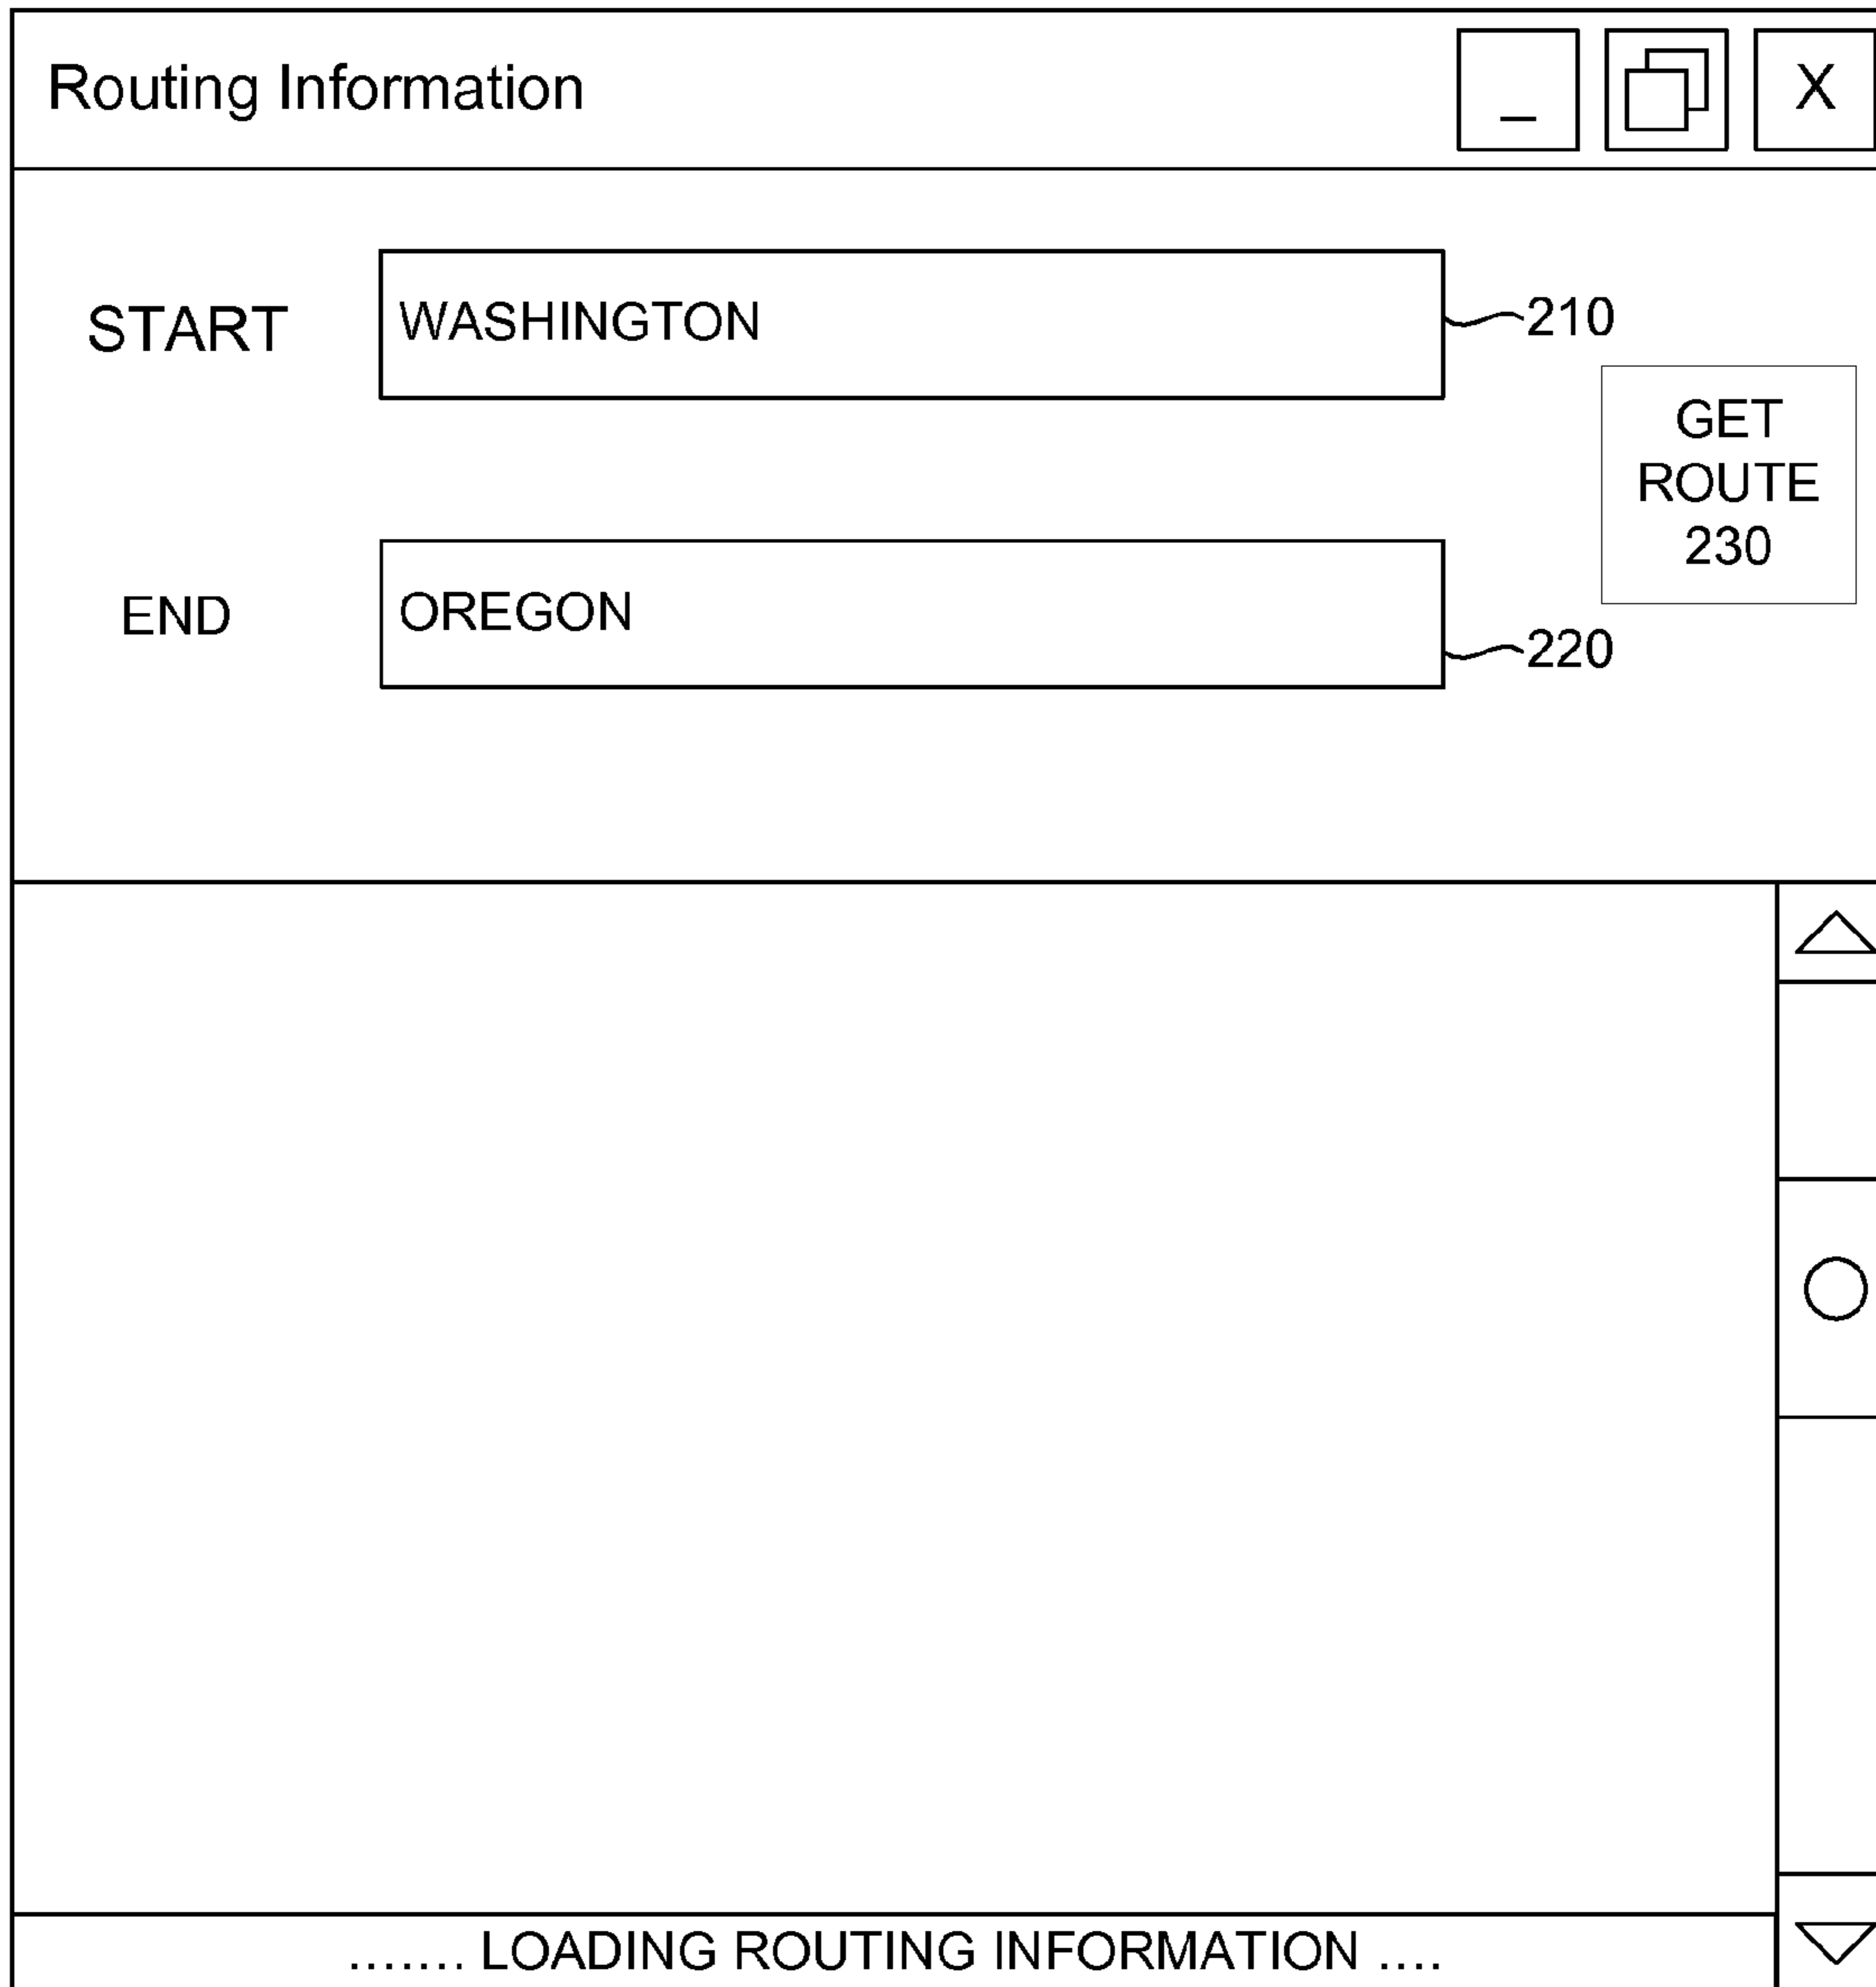 Routing Information
_
X
START
WASHINGTON
210
GET
ROUTE
230
END
OREGON
220
....... LOADING ROUTING INFORMATION ....